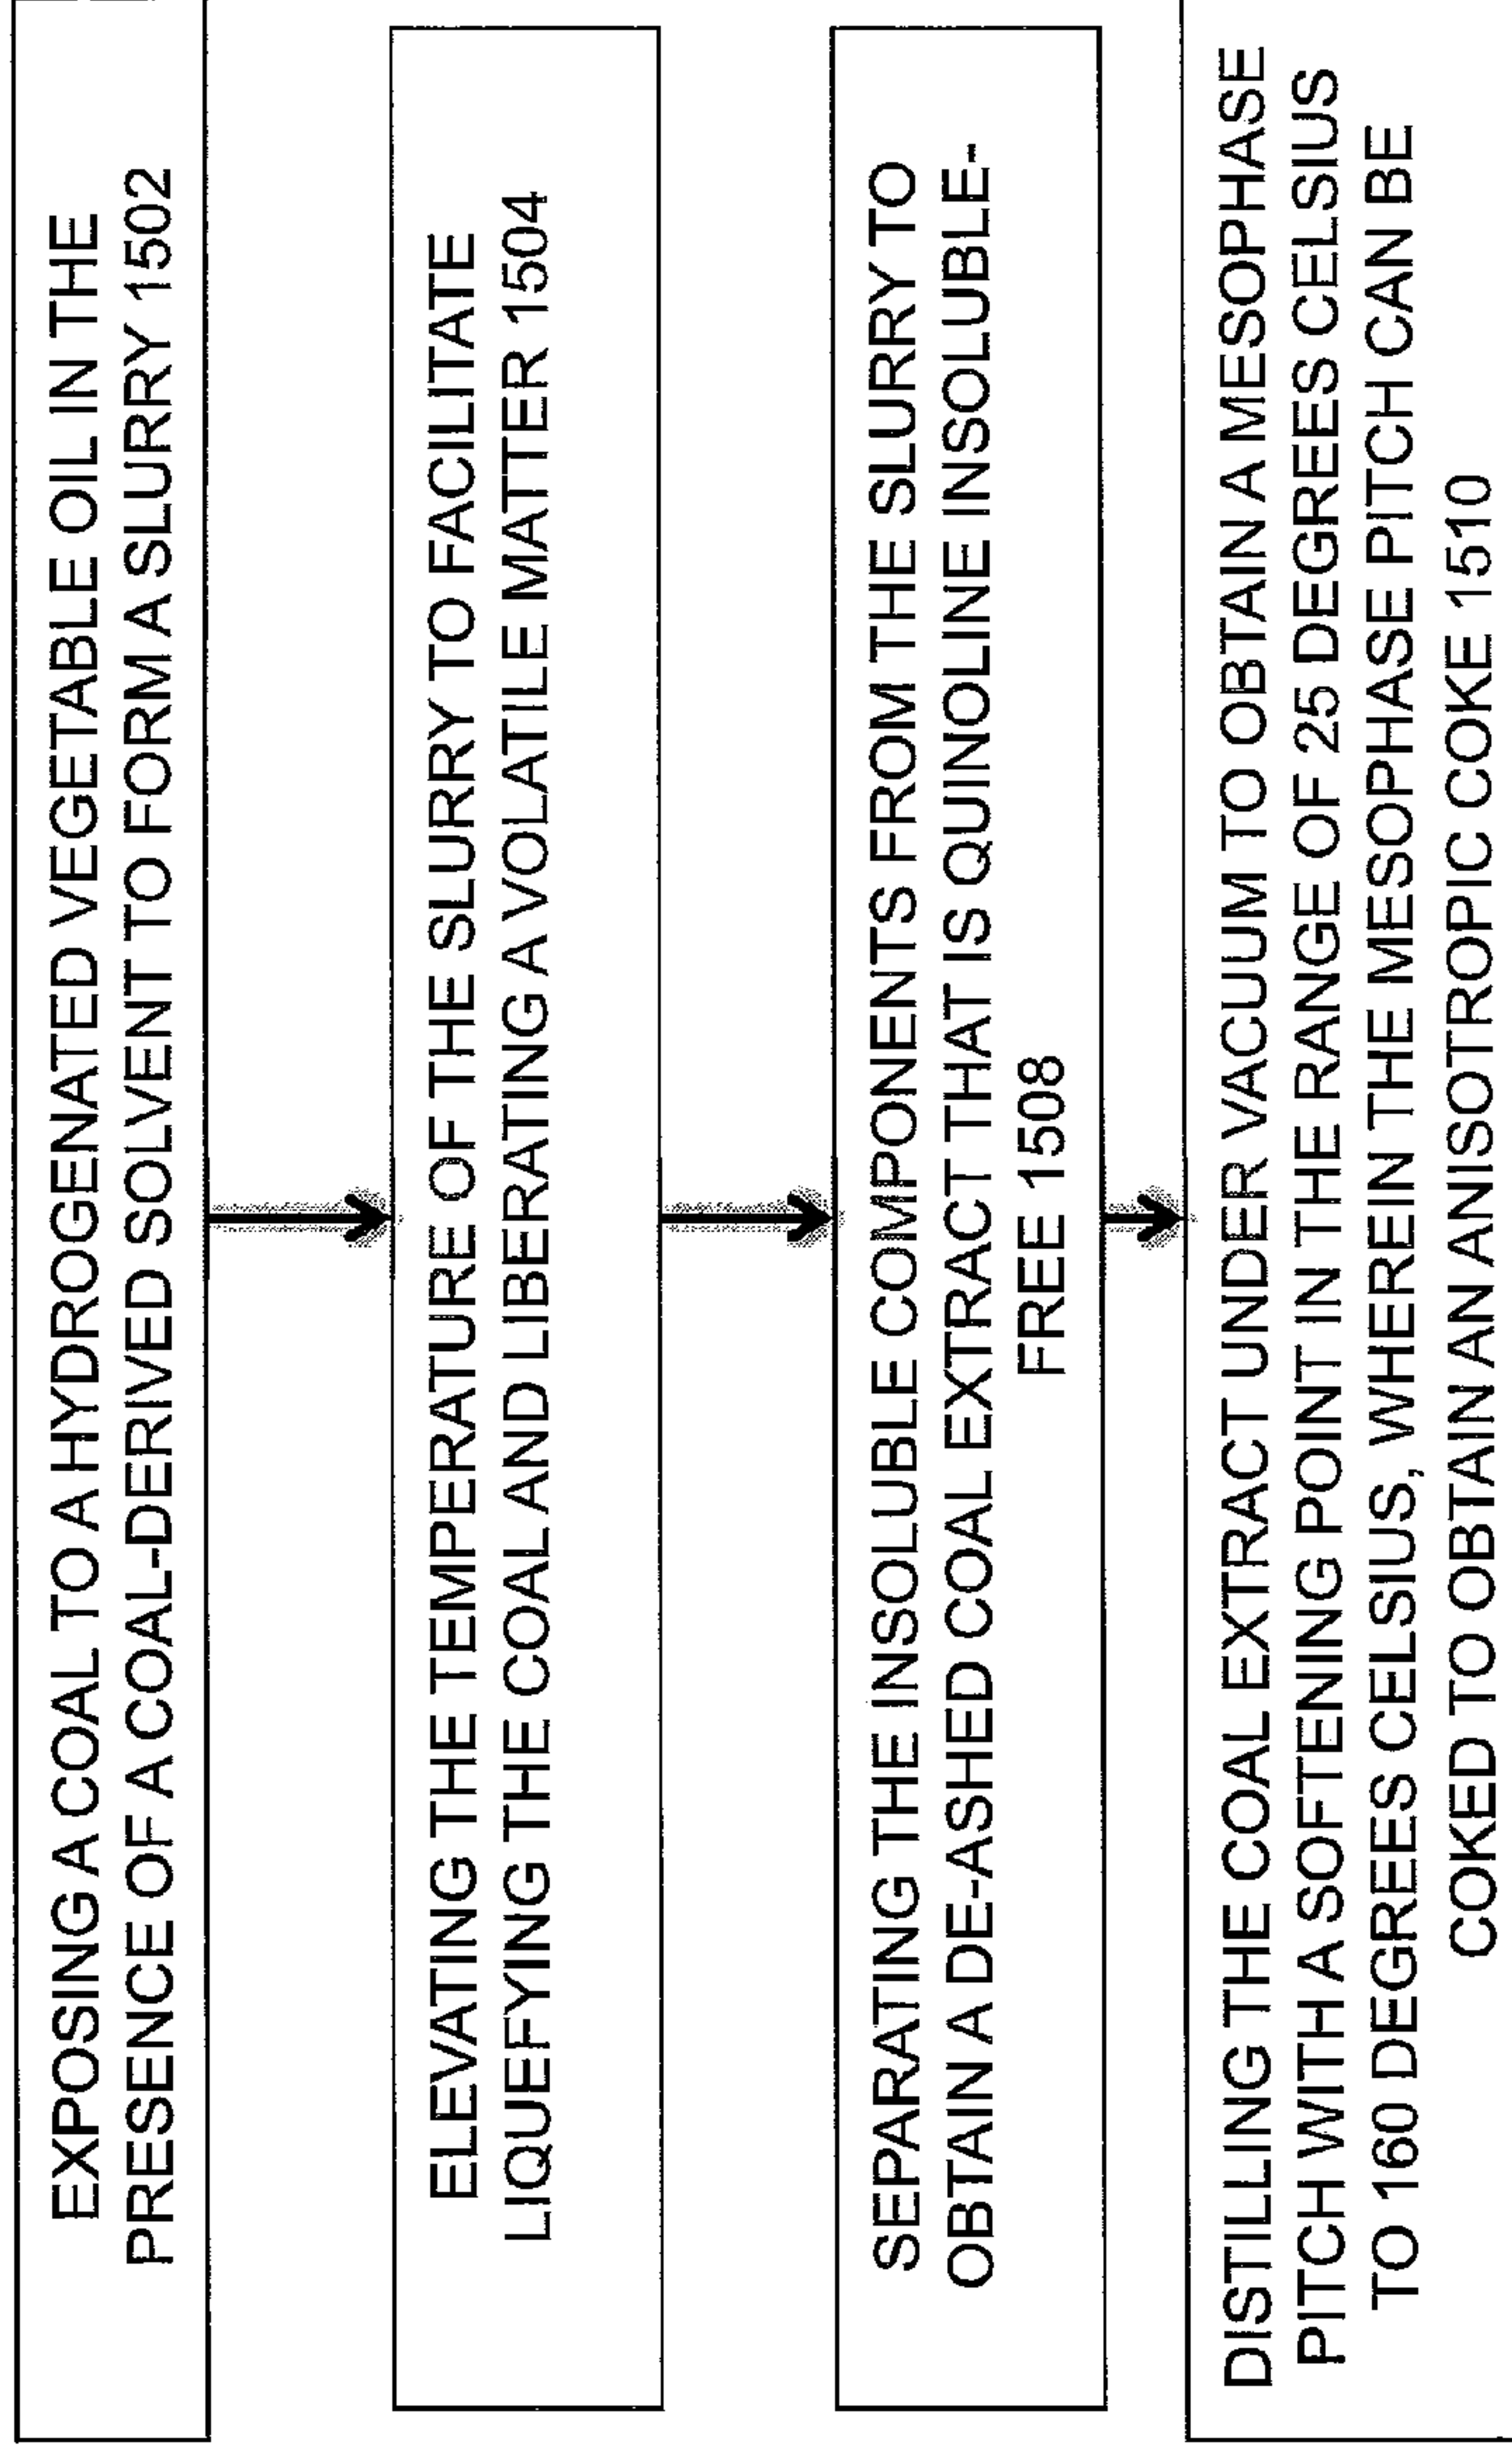 EXPOSING A COAL TO A HYDROGENATED VEGETABLE OIL IN THE
PRESENCE OF A COAL-DERIVED SOLVENT TO FORM A SLURRY 1502
ELEVATING THE TEMPERATURE OF THE SLURRY TO FACILITATE
LIQUEFYING THE COAL AND LIBERATING A VOLATILE MATTER 1504
SEPARATING THE INSOLUBLE COMPONENTS FROM THE SLURRY TO
OBTAIN A DE-ASHED COAL EXTRACT THAT IS QUINOLINE INSOLUBLE-
FREE 1508
DISTILLING THE COAL EXTRACT UNDER VACUUM TO OBTAIN A MESOPHASE
PITCH WITH A SOFTENING POINT IN THE RANGE OF 25 DEGREES CELSIUS
TO 160 DEGREES CELSIUS, WHEREIN THE MESOPHASE PITCH CAN BE
COKED TO OBTAIN AN ANISOTROPIC COKE 1510